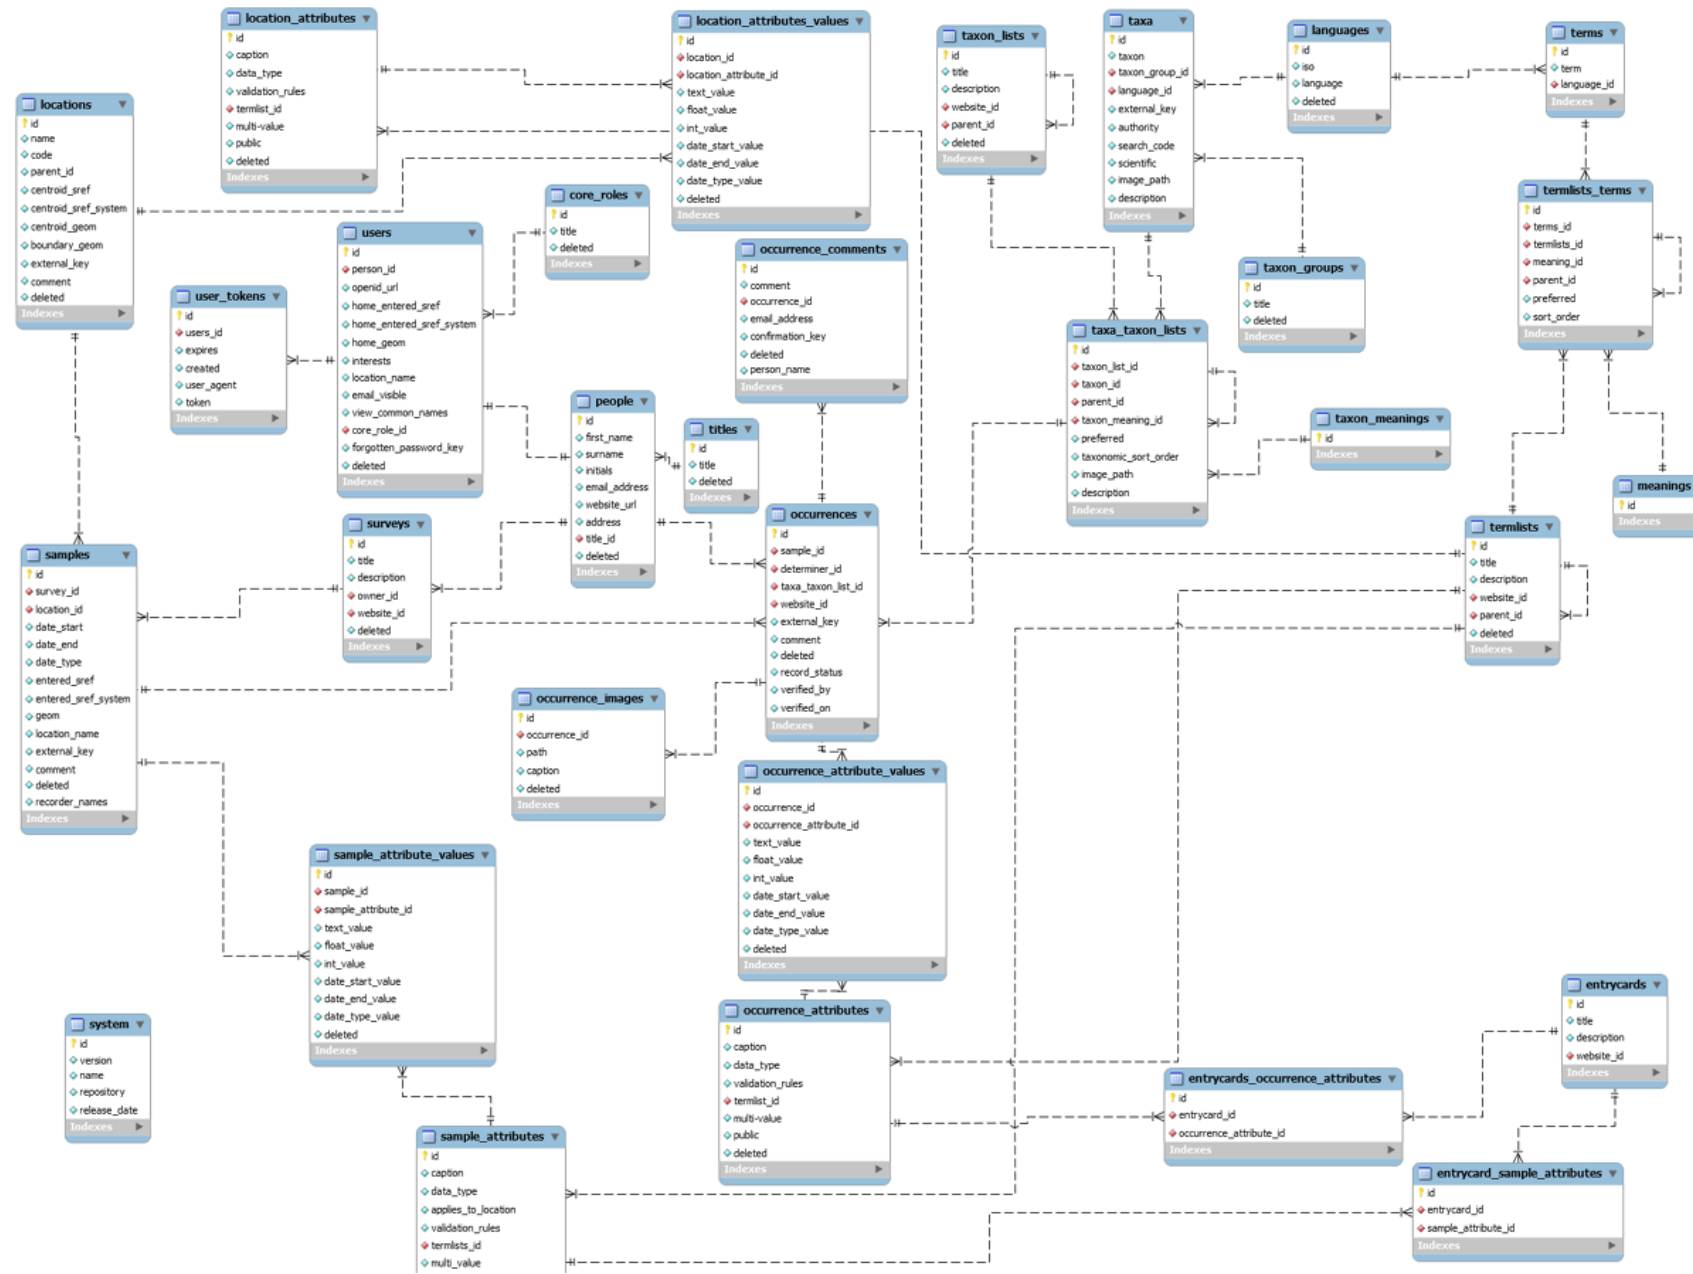 location_attributes
id
caption
data_type
validation_rules
termlist_id
multi-value
public
deleted
Indexes
location_attributes_values
id
location_id
location_attribute_id
text_value
float_value
int_value
date_start_value
date_end_value
date_type_value
deleted
Indexes
taxon_lists
id
title
description
website_id
parent_id
deleted
Indexes
taxa
id
taxon
taxon_group_id
language_id
external_key
authority
search_code
scientific
image_path
description
Indexes
languages
id
iso
language
deleted
Indexes
terms
id
term
language_id
Indexes
locations
id
name
code
parent_id
centroid_sref
centroid_sref_system
centroid_geom
boundary_geom
external_key
comment
deleted
Indexes
core_roles
id
title
deleted
Indexes
termlists_terms
id
terms_id
termlists_id
meaning_id
parent_id
preferred
sort_order
Indexes
users
id
person_id
openid_url
home_entered_sref
home_entered_sref_system
home_geom
interests
location_name
email_visible
view_common_names
core_role_id
forgotten_password_key
deleted
Indexes
occurrence_comments
id
comment
occurrence_id
email_address
confirmation_key
deleted
person_name
Indexes
taxon_groups
id
title
deleted
Indexes
user_tokens
id
users_id
expires
created
user_agent
token
Indexes
taxa_taxon_lists
id
taxon_list_id
taxon_id
parent_id
taxon_meaning_id
preferred
taxonomic_sort_order
image_path
description
Indexes
people
id
first_name
surname
initials
email_address
website_url
address
title_id
deleted
Indexes
titles
id
title
deleted
Indexes
taxon_meanings
id
Indexes
meanings
id
Indexes
surveys
id
title
description
owner_id
website_id
deleted
Indexes
occurrences
id
sample_id
determiner_id
taxa_taxon_list_id
website_id
external_key
comment
deleted
record_status
verified_by
verified_on
Indexes
termlists
id
title
description
website_id
parent_id
deleted
Indexes
samples
id
survey_id
location_id
date_start
date_end
date_type
entered_sref
entered_sref_system
geom
location_name
external_key
comment
deleted
recorder_names
Indexes
occurrence_images
id
occurrence_id
path
caption
deleted
Indexes
occurrence_attribute_values
id
occurrence_id
occurrence_attribute_id
text_value
float_value
int_value
date_start_value
date_end_value
date_type_value
deleted
Indexes
sample_attribute_values
id
sample_id
sample_attribute_id
text_value
float_value
int_value
date_start_value
date_end_value
date_type_value
deleted
Indexes
entrycards
id
title
description
website_id
Indexes
system
id
version
name
repository
release_date
Indexes
occurrence_attributes
id
caption
data_type
validation_rules
termlist_id
multi-value
public
deleted
Indexes
entrycards_occurrence_attributes
id
entrycard_id
occurrence_attribute_id
Indexes
sample_attributes
id
caption
data_type
applies_to_location
validation_rules
termlists_id
multi_value
entrycard_sample_attributes
id
entrycard_id
sample_attribute_id
Indexes